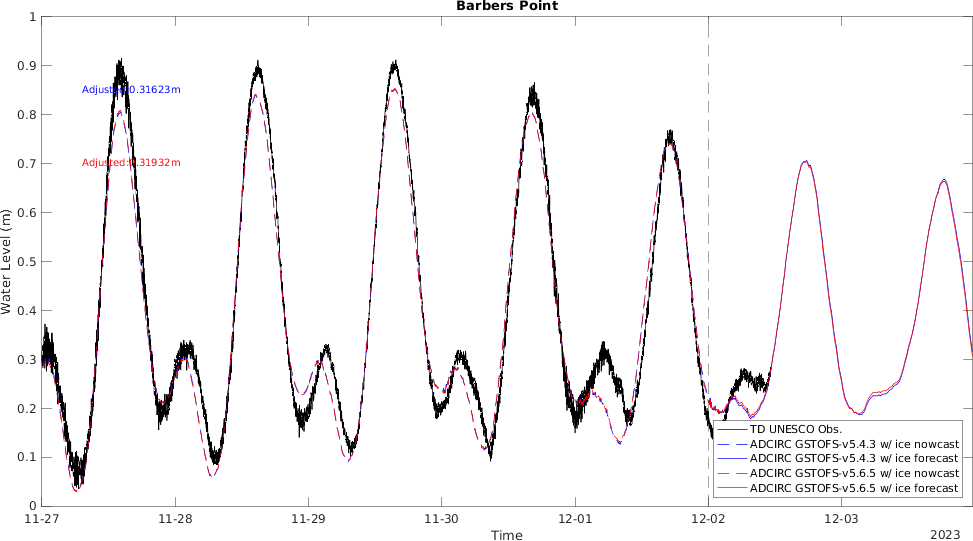 Barbers Point
1
0.9
0.8
0.7
0.6
0.5
0.4
0.3
0.2
0.1
0
Water Level (m)
Adjusted:0.31623m
Adjusted:0.31932m
TD UNESCO Obs.
ADCIRC GSTOFS-v5.4.3 w/ ice nowcast
ADCIRC GSTOFS-v5.4.3 w/ ice forecast
ADCIRC GSTOFS-v5.6.5 w/ ice nowcast
ADCIRC GSTOFS-v5.6.5 w/ ice forecast
11-27 11-28 11-29 11-30 12-01 12-02 12-03
Time
2023